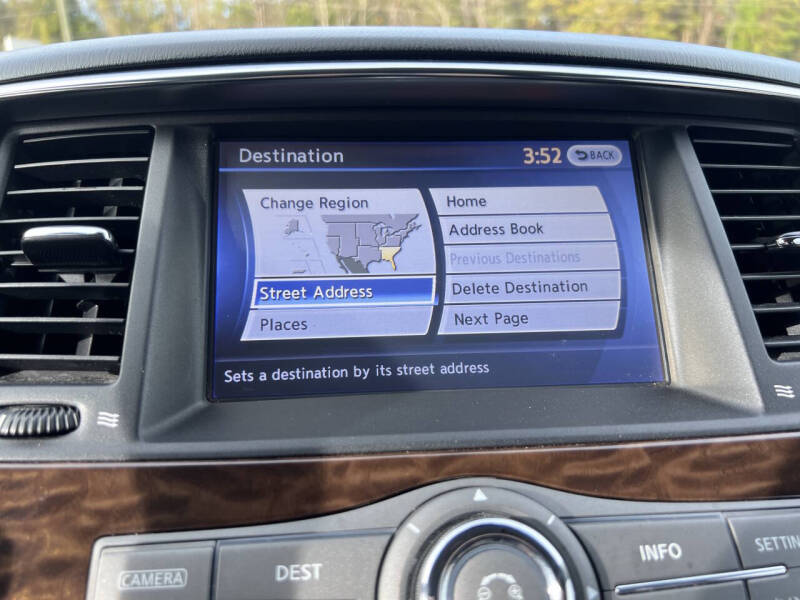 Destination
3:52
BACK
Change Region
Street Address
Places
Home
Address Book
Previous Destinations
Delete Destination
Next Page
Sets a destination by its street address
CAMERA
DEST
INFO